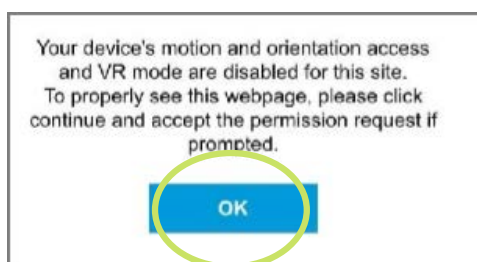 Your device's motion and orientation access
and VR mode are disabled for this site.
To properly see this webpage, please click
continue and accept the permission request if
prompted.
OK